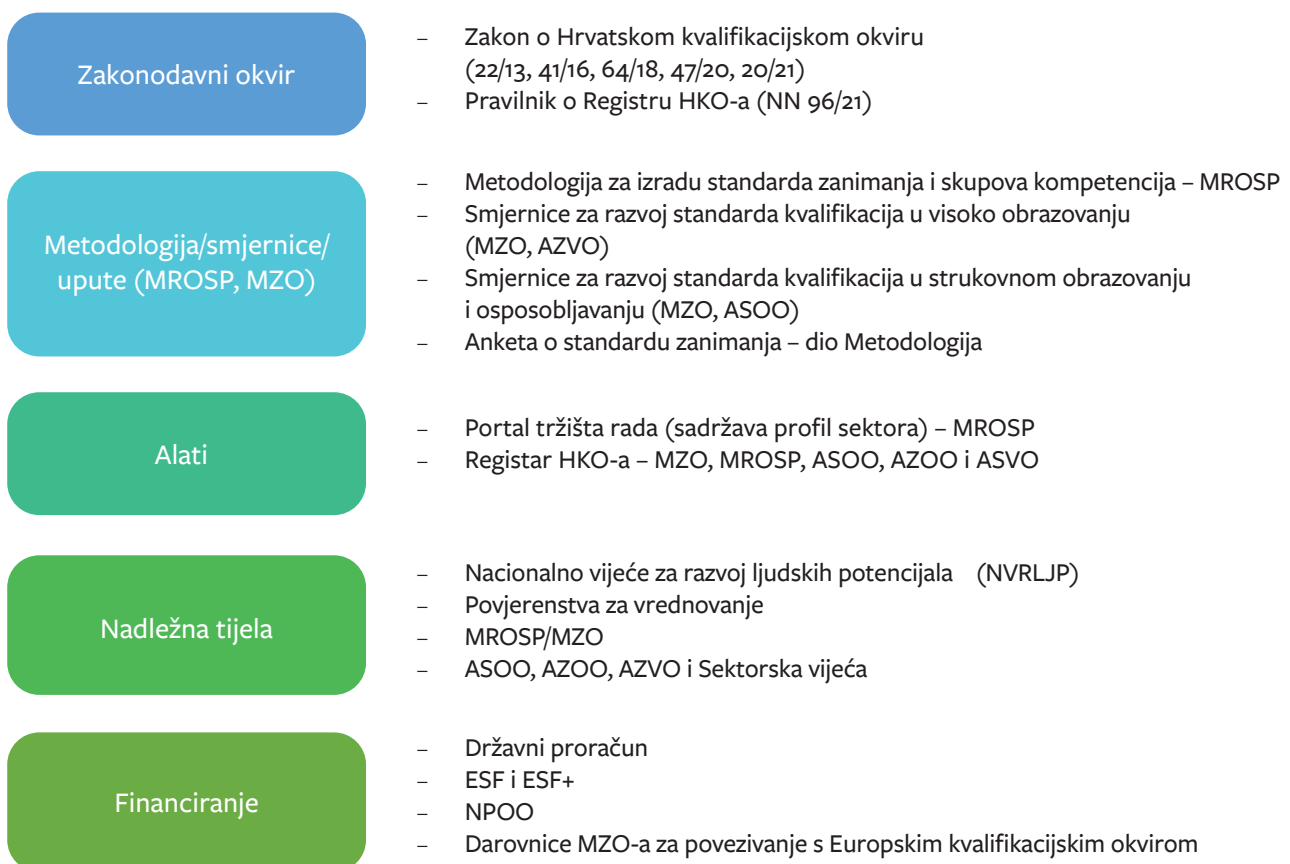 Zakonodavni okvir
– Zakon o Hrvatskom kvalifikacijskom okviru
(22/13, 41/16, 64/18, 47/20, 20/21)
– Pravilnik o Registru HKO-a (NN 96/21)
Metodologija/smjernice/
upute (MROSP, MZO)
– Metodologija za izradu standarda zanimanja i skupova kompetencija – MROSP
– Smjernice za razvoj standarda kvalifikacija u visoko obrazovanju
(MZO, AZVO)
– Smjernice za razvoj standarda kvalifikacija u strukovnom obrazovanju
i osposobljavanju (MZO, ASOO)
– Anketa o standardu zanimanja – dio Metodologija
Alati
– Portal tržišta rada (sadržava profil sektora) – MROSP
– Registar HKO-a – MZO, MROSP, ASOO, AZOO i ASVO
Nadležna tijela
– Nacionalno vijeće za razvoj ljudskih potencijala (NVRLJP)
– Povjerenstva za vrednovanje
– MROSP/MZO
– ASOO, AZOO, AZVO i Sektorska vijeća
Financiranje
– Državni proračun
– ESF i ESF+
– NPOO
– Darovnice MZO-a za povezivanje s Europskim kvalifikacijskim okvirom